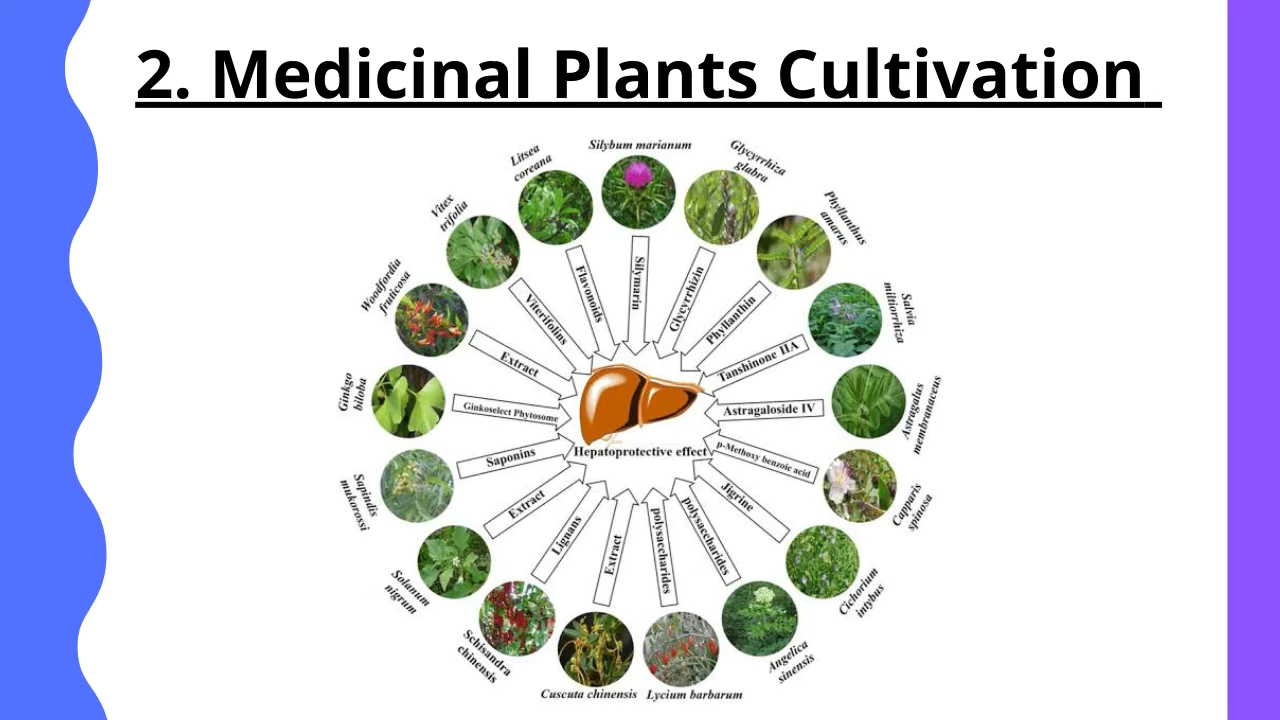 2. Medicinal Plants Cultivation
Silybum marianum
Glycyrrhiza
glabra
Phyllanthus
amarus
Salvia
miltiorrhiza
Astragalus
membranaceus
Capparis
spinosa
Cichorium
intybus
Angelica
sinensis
Lycium barbarum
Cuscuta chinensis
Schisandra
chinensis
Solanum
nigrum
Sapindis
mukorossi
Ginkgo
biloba
Woodfordia
fruticosa
Vitex
trifolia
Litsea
coreana
Silymarin
Glycyrrhizin
Phyllanthin
Tanshinone IIA
Astragaloside IV
p-Methoxy benzoic acid
Jigrine
polysaccharides
polysaccharides
Extract
Lignans
Extract
Saponins
Ginkoselect Phytosome
Extract
Viterifolins
Flavonoids
Hepatoprotective effect